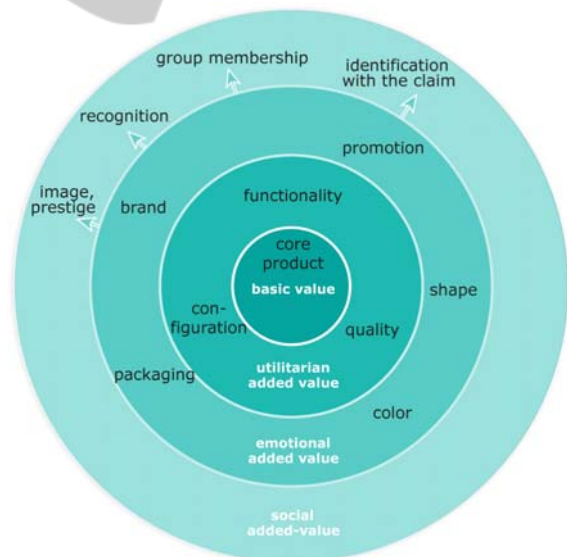 group membership
identification
with the claim
recognition
promotion
image,
prestige
brand
functionality
core
product
basic value
shape
con-
figuration
quality
utilitarian
added value
packaging
color
emotional
added value
social
added-value